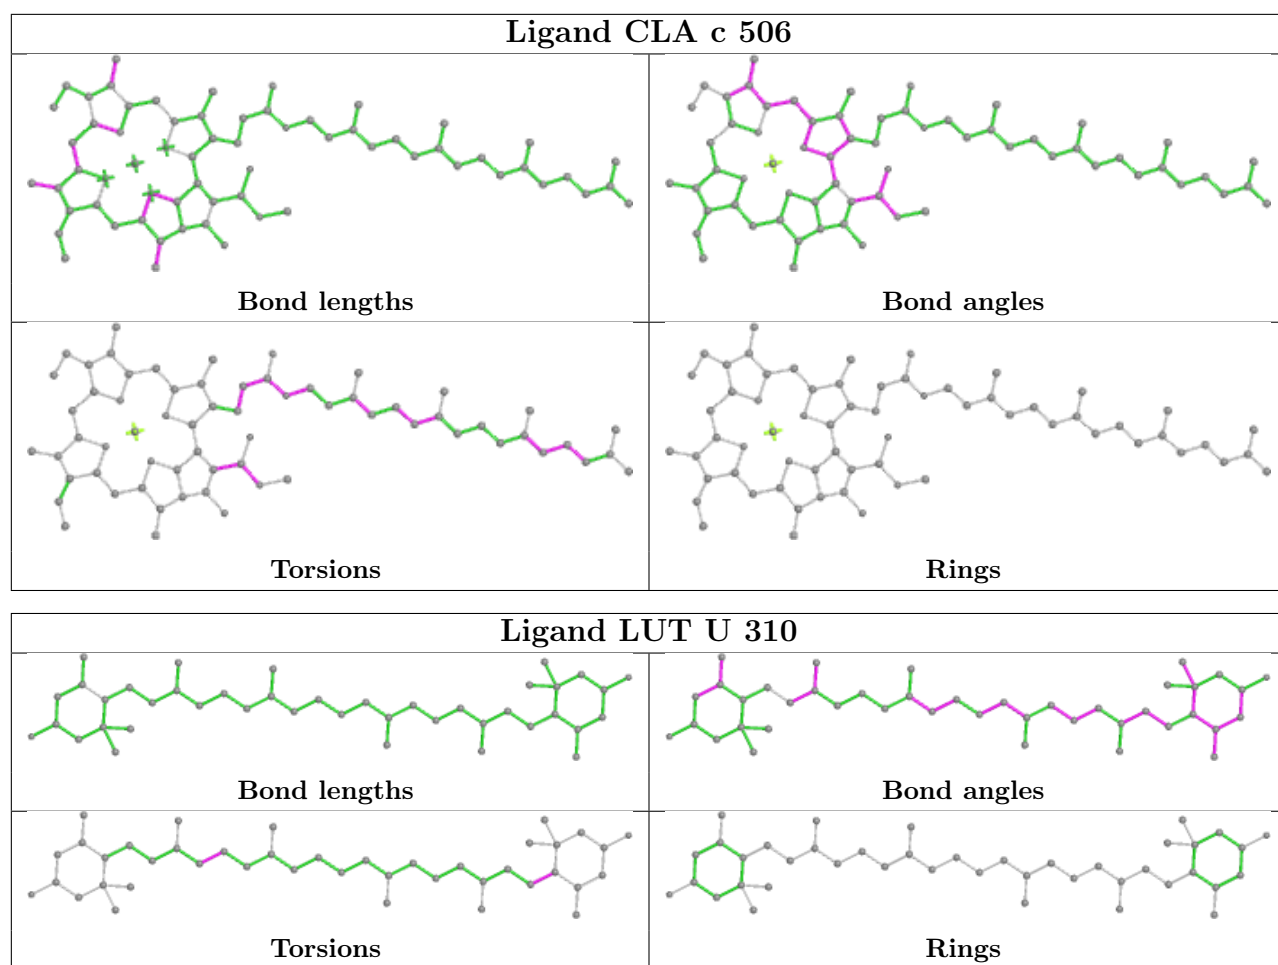 Ligand CLA c 506
Bond lengths
Bond angles
Torsions
Rings
Ligand LUT U 310
Bond lengths
Bond angles
Torsions
Rings